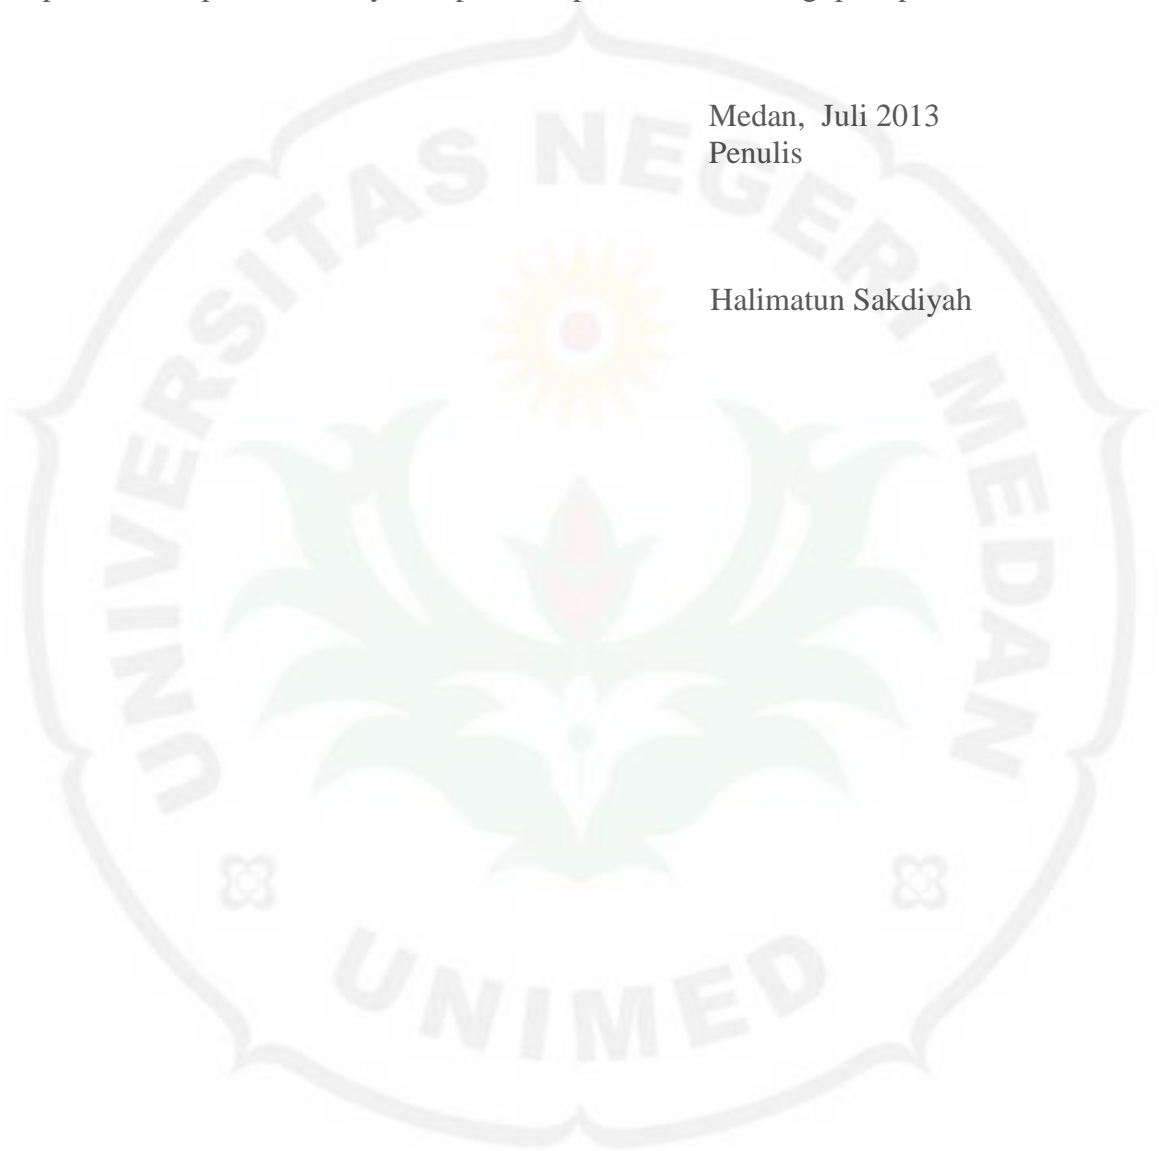 Medan,  Juli 2013
Penulis
Halimatun Sakdiyah
UNIVERSITAS NEGERI MEDAN
UNIMED